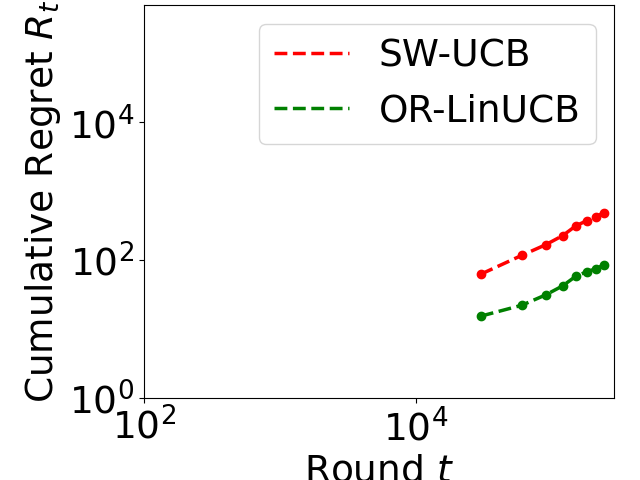 Cumulative Regret R_t
SW-UCB
OR-LinUCB
10^4
10^2
10^0
10^2
10^4
Round t